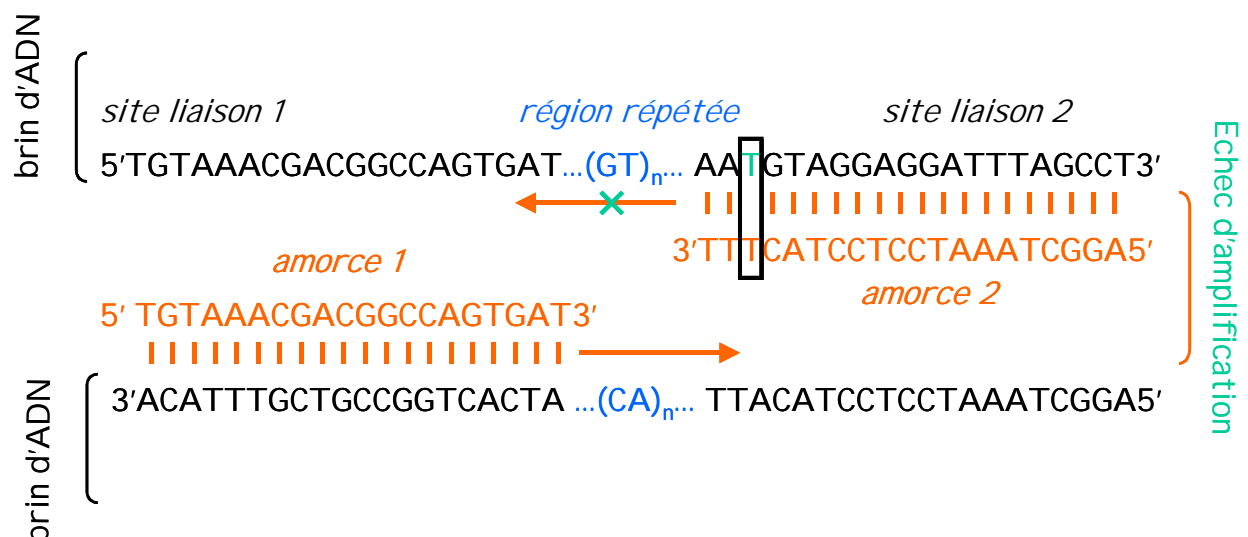 brin d'ADN
site liaison 1 région répétée site liaison 2
5'TGTAAACGACGGCCAGTGAT...(GT)n... AATGTAGGAGGATTTAGCCT3'
3'TTTCATCCTCCTAAATCGGA5'
amorce 1
amorce 2
5' TGTAAACGACGGCCAGTGAT3'
3'ACATTTGCTGCCGGTCACTA ...(CA)n... TTACATCCTCCTAAATCGGA5'
brin d'ADN
Echec d'amplification